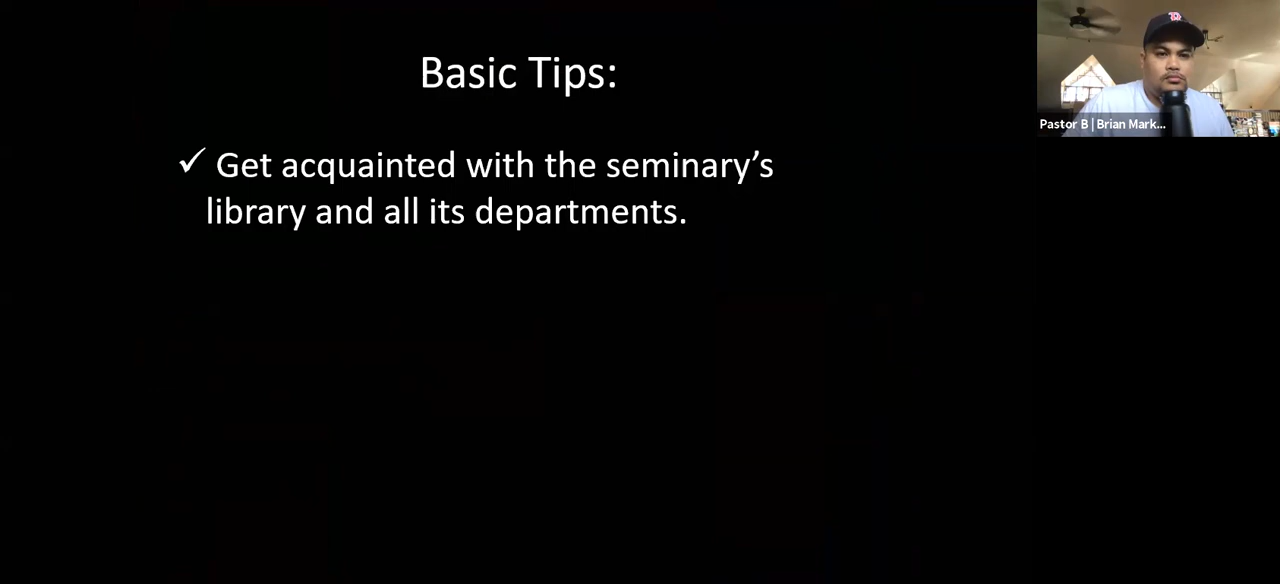 Basic Tips:
✓ Get acquainted with the seminary’s
library and all its departments.
Pastor B | Brian Mark...